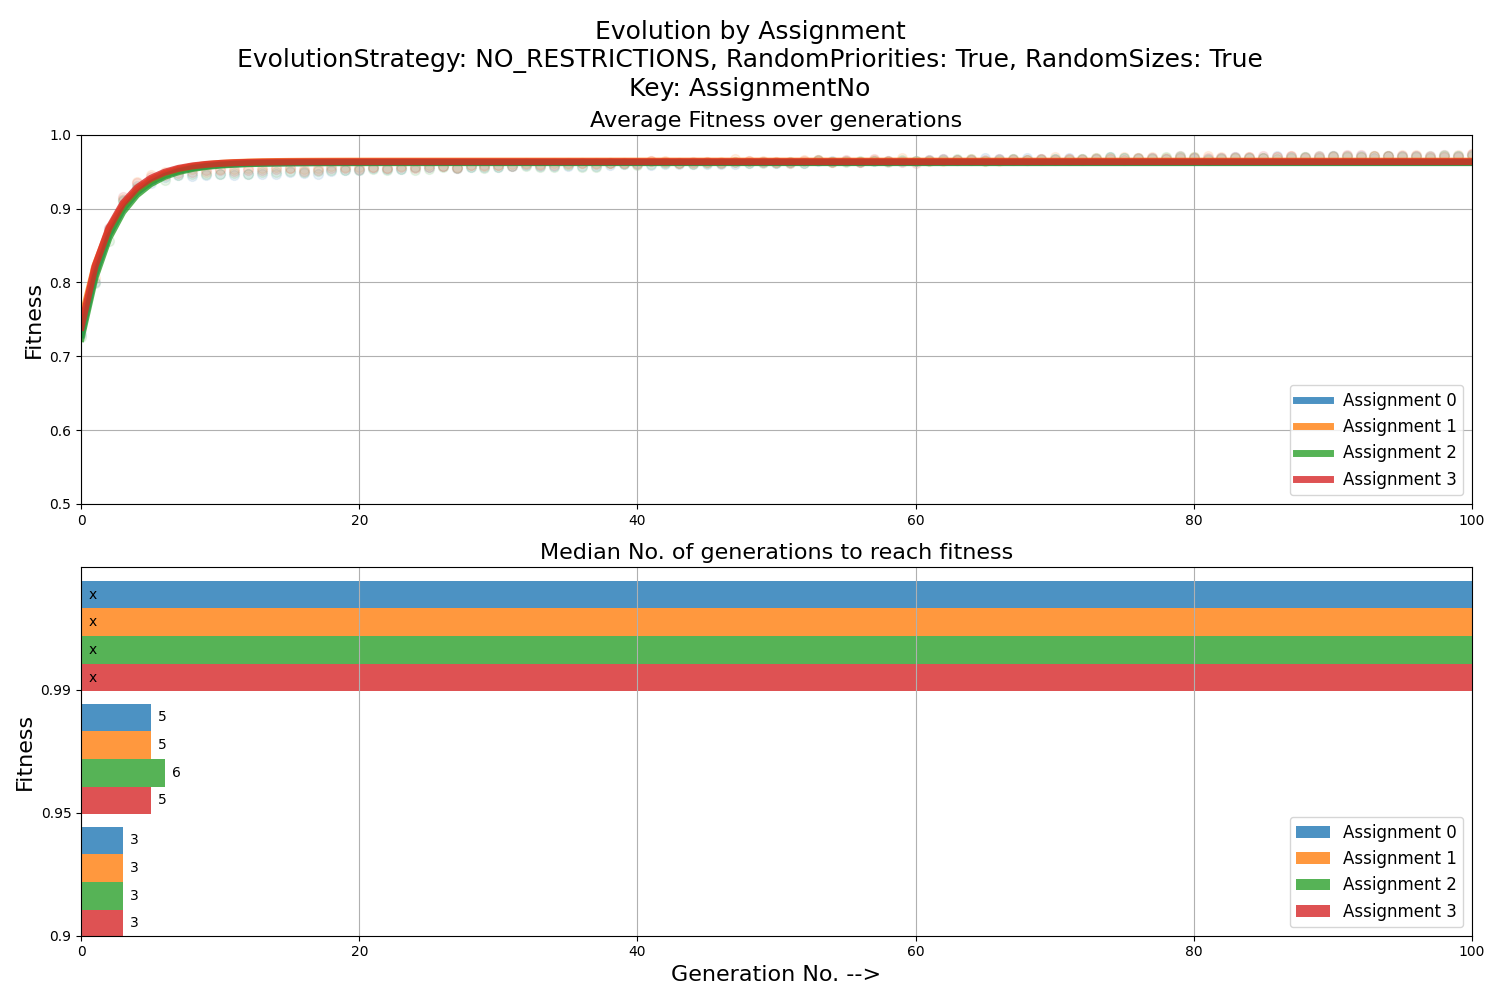 Evolution by Assignment
EvolutionStrategy: NO_RESTRICTIONS, RandomPriorities: True, RandomSizes: True
Key: AssignmentNo
Average Fitness over generations
1.0
0.9
0.8
0.7
0.6
0.5
Fitness
0
20
40
60
80
100
Assignment 0
Assignment 1
Assignment 2
Assignment 3
Median No. of generations to reach fitness
x
x
x
x
0.99
5
5
6
5
0.95
3
3
3
3
0.9
Fitness
0
20
40
60
80
100
Assignment 0
Assignment 1
Assignment 2
Assignment 3
Generation No. -->